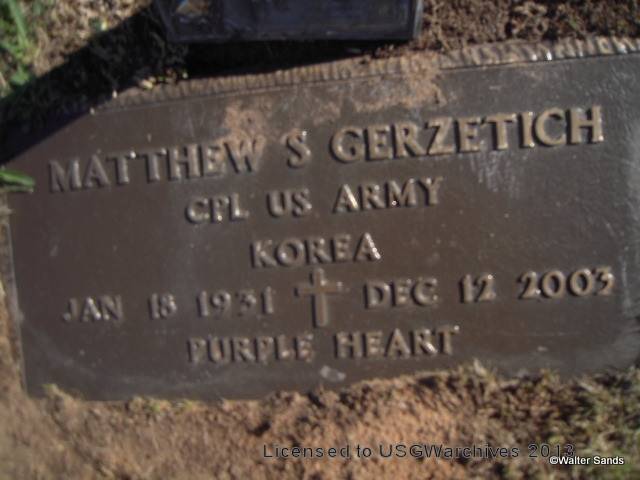 MATTHEW S GERZETICH
CPL US ARMY
KOREA
JAN 18 1931 DEC 12 2003
PURPLE HEART
Licensed to USGWarchives 2013
©Walter Sands